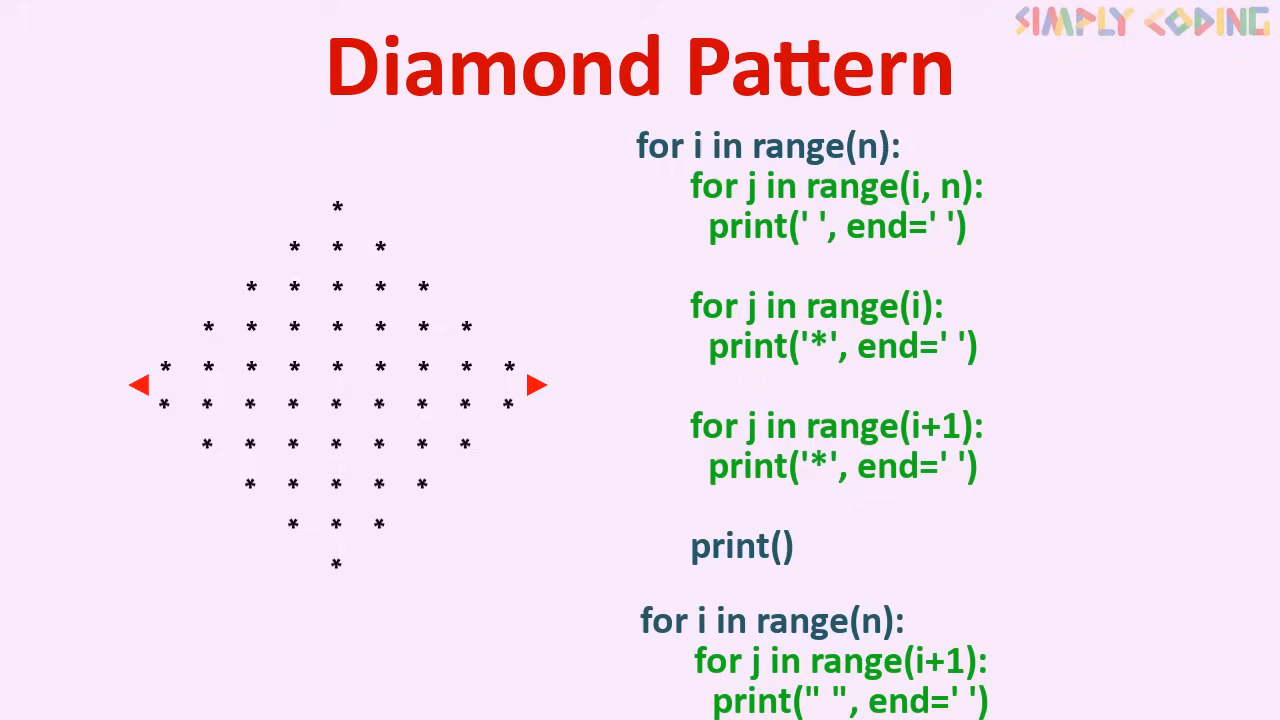 SIMPLY CODING
Diamond Pattern
*
* * *
* * * * *
* * * * * * *
* * * * * * * * *
* * * * * * * * *
* * * * * * *
* * * * *
* * *
*
for i in range(n):
for j in range(i, n):
print(' ', end=' ')
for j in range(i):
print('*', end=' ')
for j in range(i+1):
print('*', end=' ')
print()
for i in range(n):
for j in range(i+1):
print(" ", end=' ')